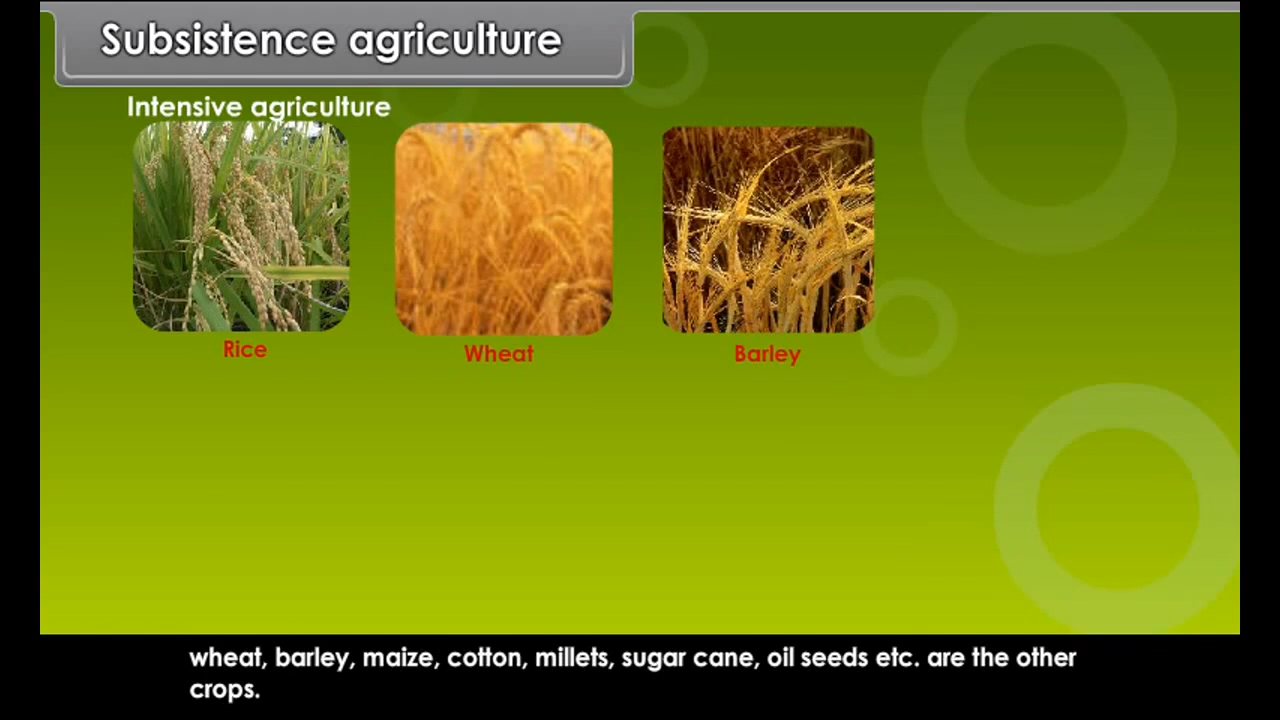 Subsistence agriculture
Intensive agriculture
Rice
Wheat
Barley
wheat, barley, maize, cotton, millets, sugar cane, oil seeds etc. are the other
crops.